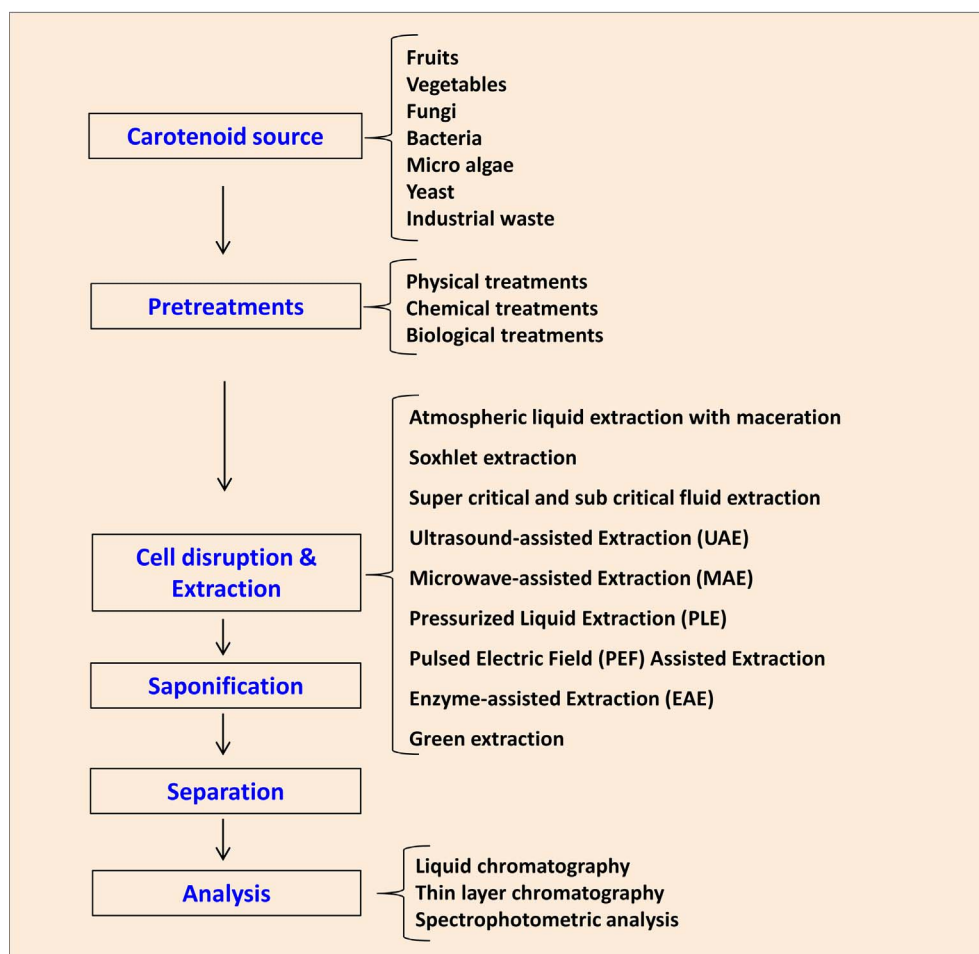 Carotenoid source
Fruits
Vegetables
Fungi
Bacteria
Micro algae
Yeast
Industrial waste
Pretreatments
Physical treatments
Chemical treatments
Biological treatments
Cell disruption &
Extraction
Atmospheric liquid extraction with maceration
Soxhlet extraction
Super critical and sub critical fluid extraction
Ultrasound-assisted Extraction (UAE)
Microwave-assisted Extraction (MAE)
Pressurized Liquid Extraction (PLE)
Pulsed Electric Field (PEF) Assisted Extraction
Enzyme-assisted Extraction (EAE)
Green extraction
Saponification
Separation
Analysis
Liquid chromatography
Thin layer chromatography
Spectrophotometric analysis